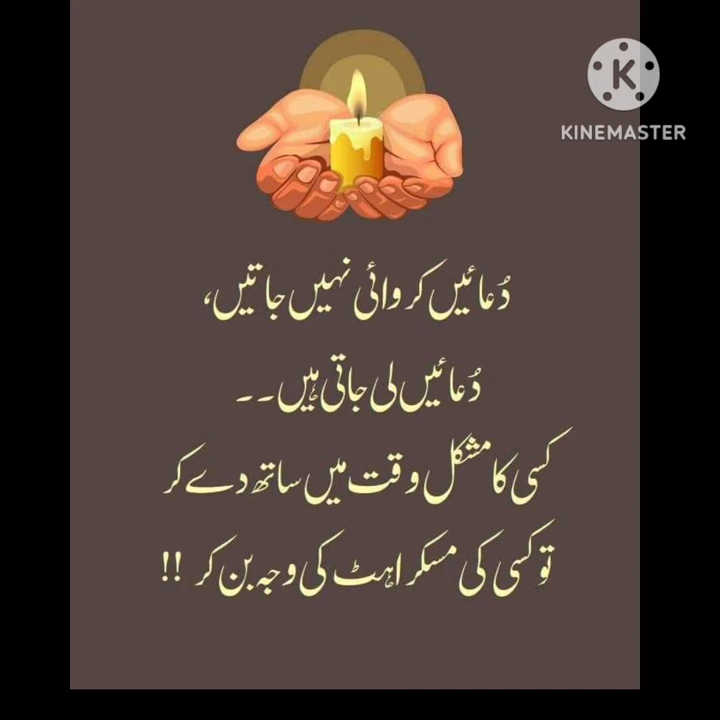 KINEMASTER
دُعائیں کروائی نہیں جاتیں،
دُعائیں لی جاتی ہیں۔۔
کسی کا مشکل وقت میں ساتھ دے کر
تو کسی کی مسکراہٹ کی وجہ بن کر !!